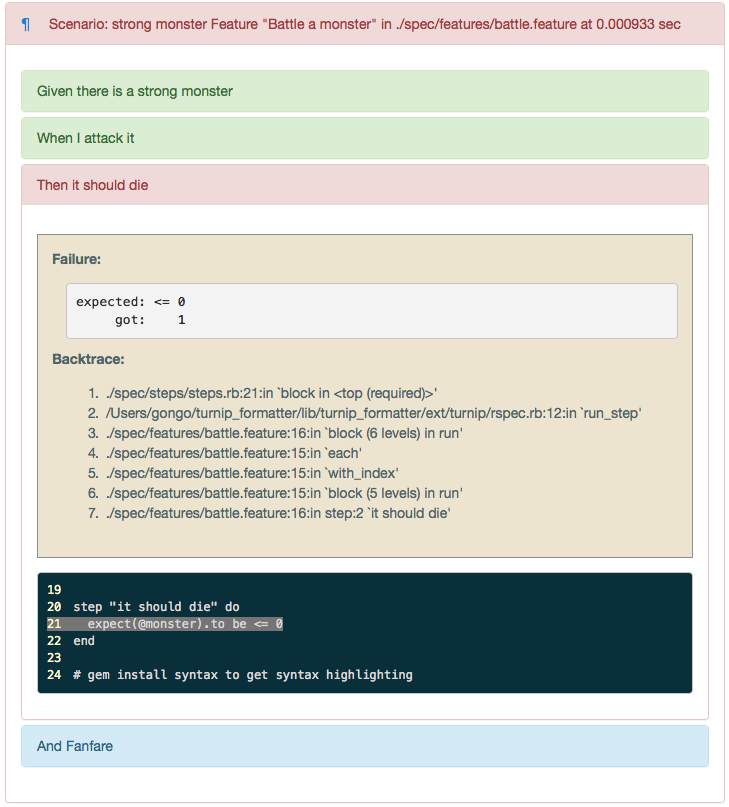 ¶ Scenario: strong monster Feature "Battle a monster" in ./spec/features/battle.feature at 0.000933 sec
Given there is a strong monster
When I attack it
Then it should die
Failure:
expected: <= 0
     got:    1
Backtrace:
1. ./spec/steps/steps.rb:21:in `block in <top (required)>'
2. /Users/gongo/turnip_formatter/lib/turnip_formatter/ext/turnip/rspec.rb:12:in `run_step'
3. ./spec/features/battle.feature:16:in `block (6 levels) in run'
4. ./spec/features/battle.feature:15:in `each'
5. ./spec/features/battle.feature:15:in `with_index'
6. ./spec/features/battle.feature:15:in `block (5 levels) in run'
7. ./spec/features/battle.feature:16:in step:2 `it should die'
19
20 step "it should die" do
21   expect(@monster).to be <= 0
22 end
23
24 # gem install syntax to get syntax highlighting
And Fanfare